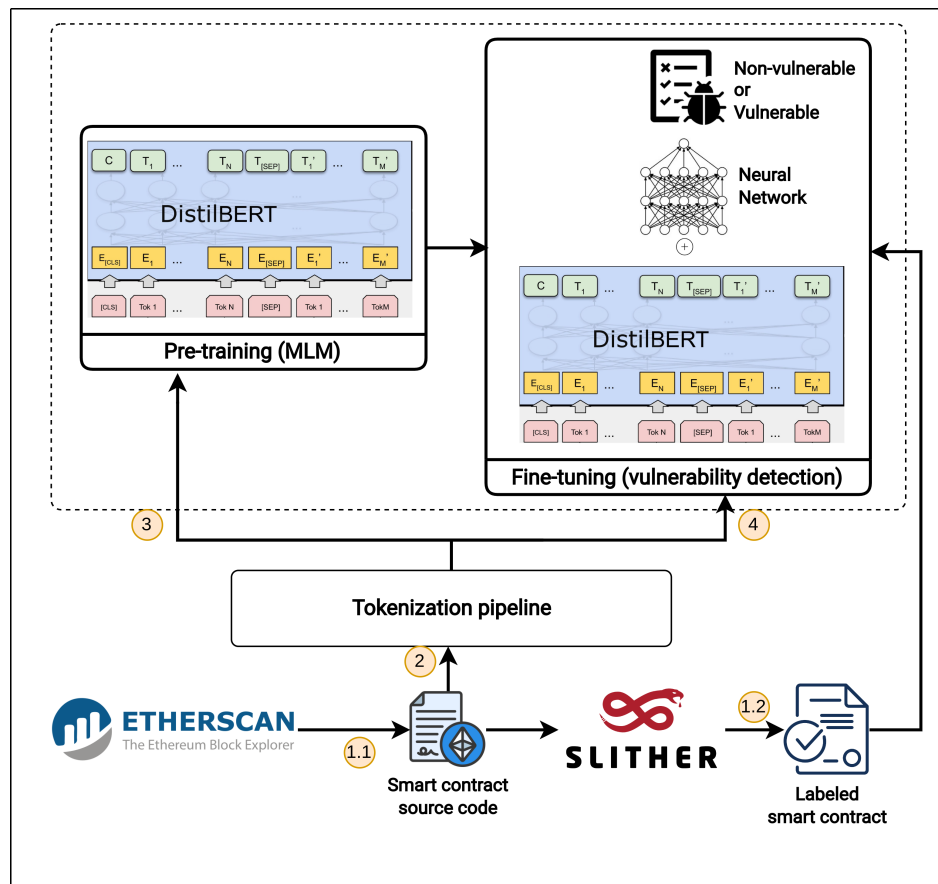 Non-vulnerable
or
Vulnerable
Neural
Network
C T1 ... TN T[SEP] T1' ... TM'
DistilBERT
E[CLS] E1 ... EN E[SEP] E1' ... EM'
[CLS] Tok 1 ... Tok N [SEP] Tok 1 ... TokM
Pre-training (MLM)
C T1 ... TN T[SEP] T1' ... TM'
DistilBERT
E[CLS] E1 ... EN E[SEP] E1' ... EM'
[CLS] Tok 1 ... Tok N [SEP] Tok 1 ... TokM
Fine-tuning (vulnerability detection)
3
4
Tokenization pipeline
2
ETHERSCAN
The Ethereum Block Explorer
1.1
Smart contract
source code
SLITHER
1.2
Labeled
smart contract